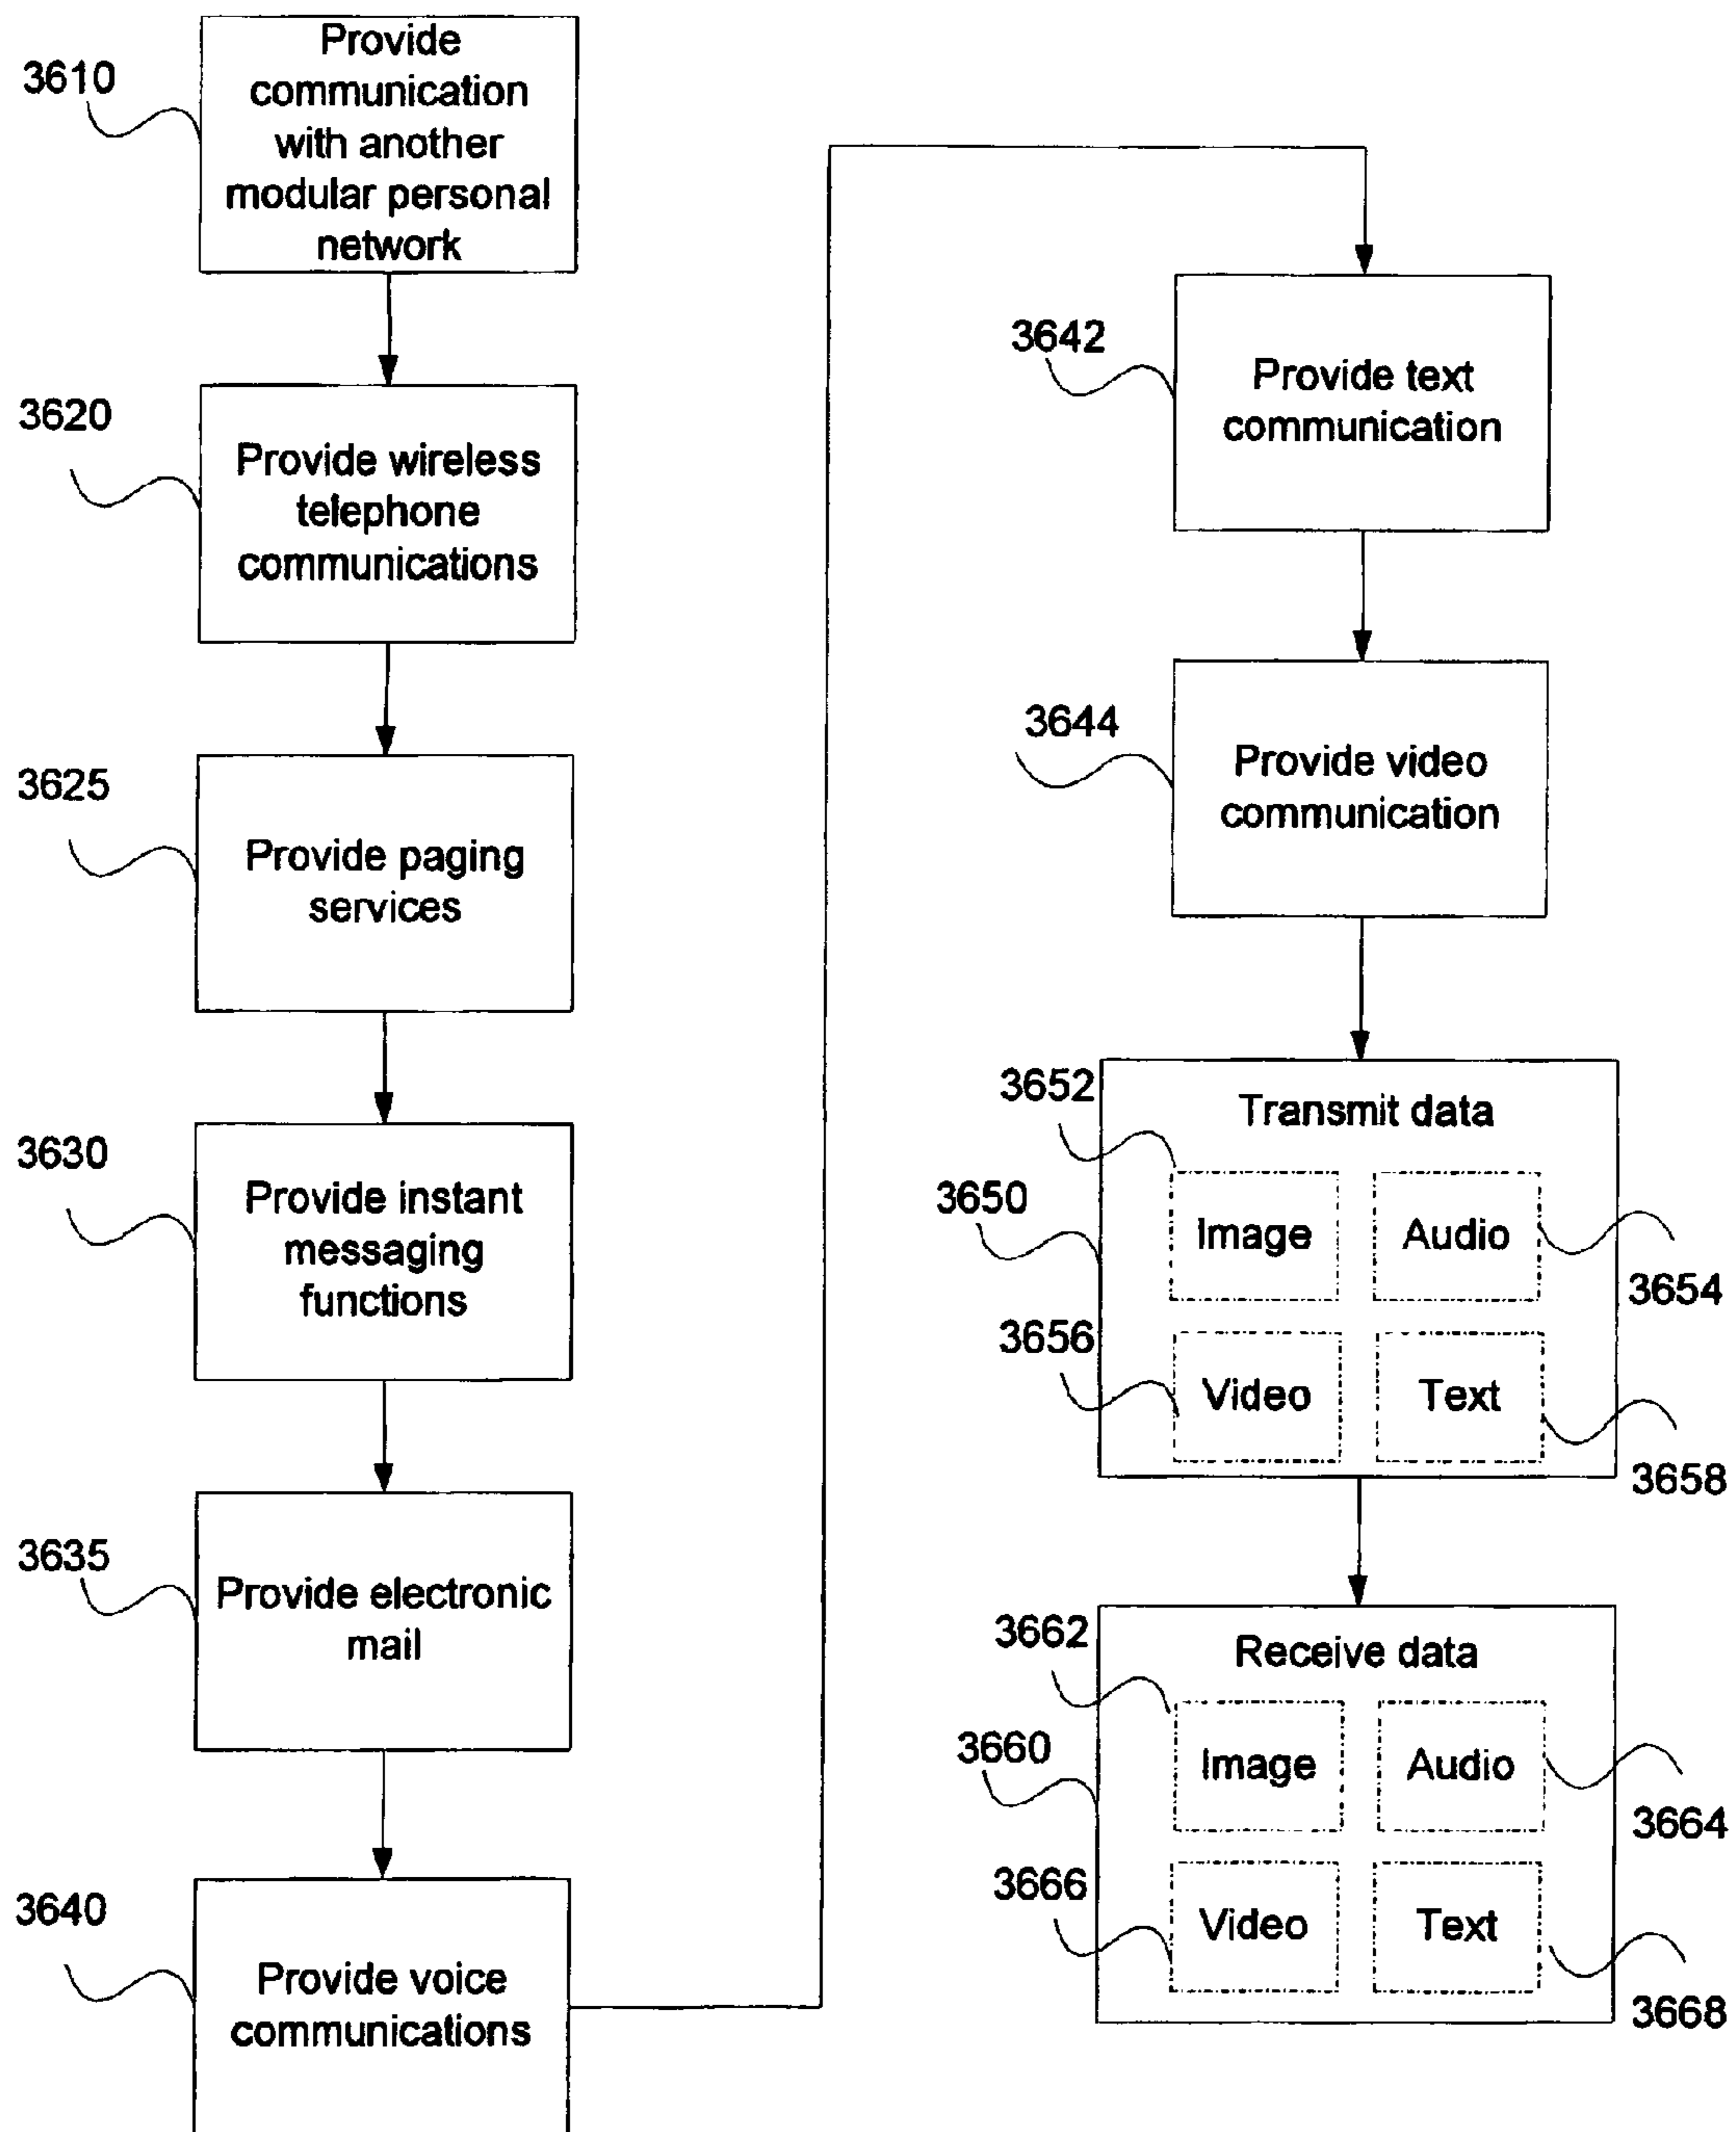 3610
Provide
communication
with another
modular personal
network
3620
Provide wireless
telephone
communications
3625
Provide paging
services
3630
Provide instant
messaging
functions
3635
Provide electronic
mail
3640
Provide voice
communications
3642
Provide text
communication
3644
Provide video
communication
3650
Transmit data
3652
Image
Audio
3654
3656
Video
Text
3658
3660
Receive data
3662
Image
Audio
3664
3666
Video
Text
3668